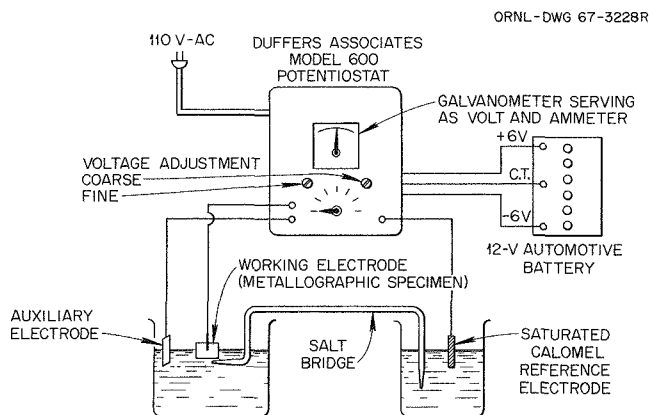 ORNL-DWG 67-3228R
110 V-AC
DUFFERS ASSOCIATES
MODEL 600
POTENTIOSTAT
GALVANOMETER SERVING
AS VOLT AND AMMETER
+6V
C.T.
-6V
VOLTAGE ADJUSTMENT
COARSE
FINE
12-V AUTOMOTIVE
BATTERY
WORKING ELECTRODE
(METALLOGRAPHIC SPECIMEN)
AUXILIARY
ELECTRODE
SALT
BRIDGE
SATURATED
CALOMEL
REFERENCE
ELECTRODE